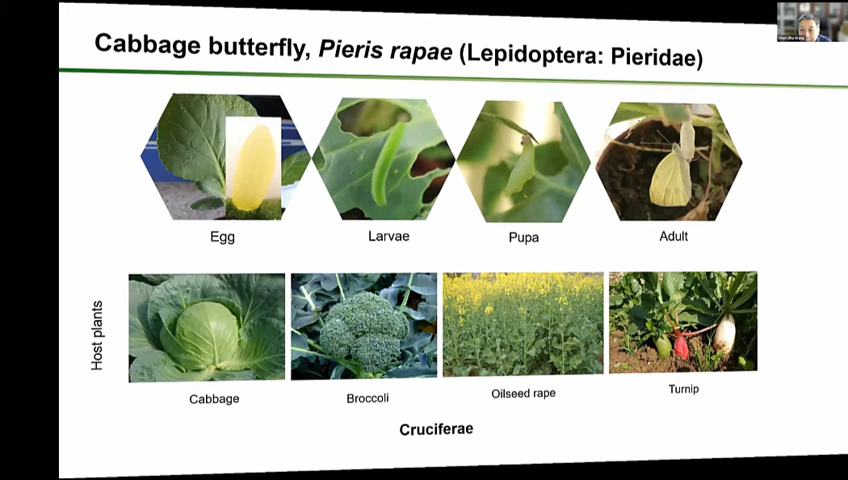 Cabbage butterfly, Pieris rapae (Lepidoptera: Pieridae)
Egg
Larvae
Pupa
Adult
Host plants
Cabbage
Broccoli
Oilseed rape
Turnip
Cruciferae